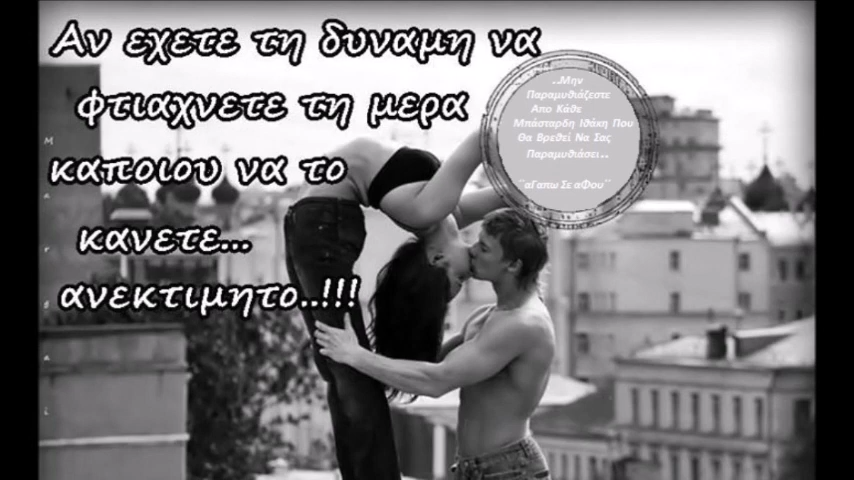 Αν εχετε τη δυναμη να
φτιαχνετε τη μερα
καποιου να το
κανετε...
ανεκτιμητο..!!!
..Μην
Παραμυθιάζεστε
Απο Κάθε
Μπάσταρδη Ιθάκη Που
Θα Βρεθεί Να Σας
Παραμυθιάσει..
¨αΓαπω Σε αΦου¨